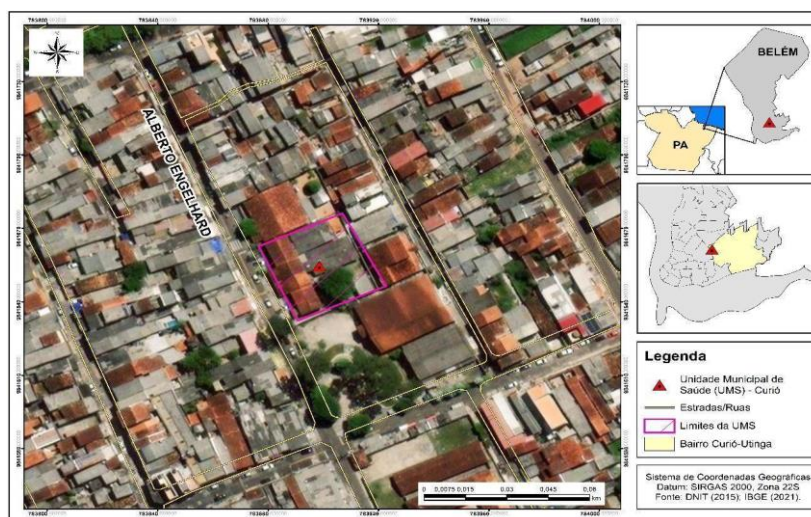 ALBERTO ENGELHARD
0 0,0075 0,015 0,03 0,045 0,06
km
BELÉM
PA
Legenda
Unidade Municipal de
Saúde (UMS) - Curió
Estradas/Ruas
Limites da UMS
Bairro Curió-Utinga
Sistema de Coordenadas Geograficas
Datum: SIRGAS 2000, Zona 22S
Fonte: DNIT (2015); IBGE (2021).